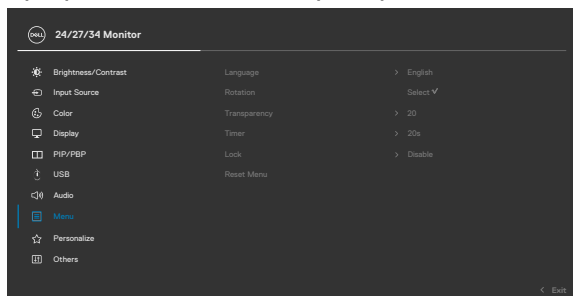 DELL 24/27/34 Monitor
Brightness/Contrast Language > English
Input Source Rotation Select ∨
Color Transparency > 20
Display Timer > 20s
PIP/PBP Lock > Disable
USB Reset Menu
Audio
Menu
Personalize
Others
< Exit